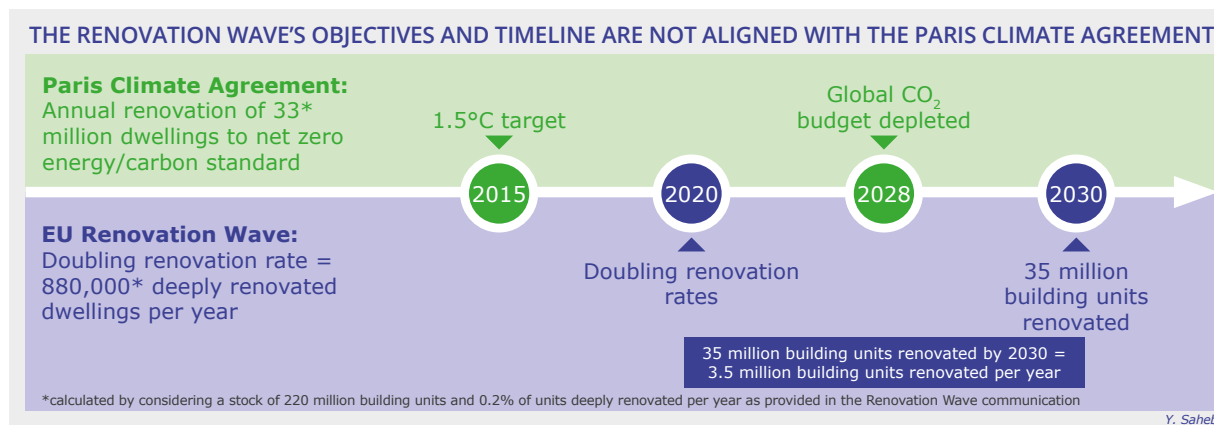 THE RENOVATION WAVE'S OBJECTIVES AND TIMELINE ARE NOT ALIGNED WITH THE PARIS CLIMATE AGREEMENT
Paris Climate Agreement:
Annual renovation of 33*
million dwellings to net zero
energy/carbon standard
1.5°C target
Global CO₂
budget depleted
2015
2020
2028
2030
EU Renovation Wave:
Doubling renovation rate =
880,000* deeply renovated
dwellings per year
Doubling renovation
rates
35 million
building units
renovated
35 million building units renovated by 2030 =
3.5 million building units renovated per year
*calculated by considering a stock of 220 million building units and 0.2% of units deeply renovated per year as provided in the Renovation Wave communication
Y. Saheb